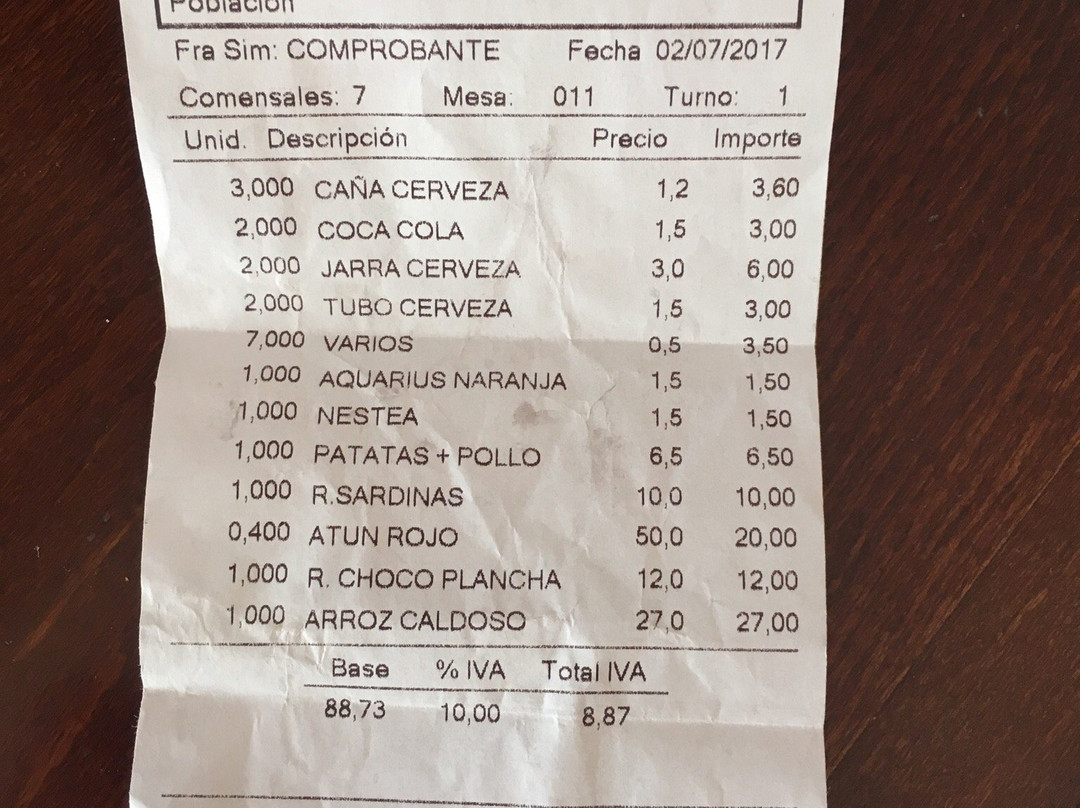 Población
Fra Sim: COMPROBANTE Fecha 02/07/2017
Comensales: 7 Mesa: 011 Turno: 1
Unid. Descripción Precio Importe
3,000 CAÑA CERVEZA 1,2 3,60
2,000 COCA COLA 1,5 3,00
2,000 JARRA CERVEZA 3,0 6,00
2,000 TUBO CERVEZA 1,5 3,00
7,000 VARIOS 0,5 3,50
1,000 AQUARIUS NARANJA 1,5 1,50
1,000 NESTEA 1,5 1,50
1,000 PATATAS + POLLO 6,5 6,50
1,000 R.SARDINAS 10,0 10,00
0,400 ATUN ROJO 50,0 20,00
1,000 R. CHOCO PLANCHA 12,0 12,00
1,000 ARROZ CALDOSO 27,0 27,00
Base % IVA Total IVA
88,73 10,00 8,87